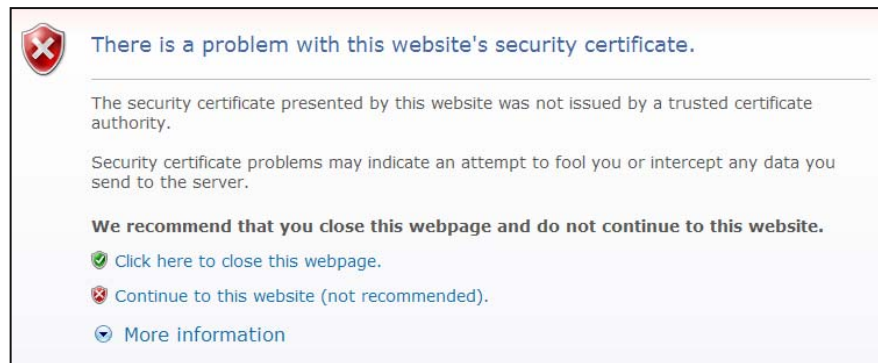 There is a problem with this website's security certificate.
The security certificate presented by this website was not issued by a trusted certificate
authority.
Security certificate problems may indicate an attempt to fool you or intercept any data you
send to the server.
We recommend that you close this webpage and do not continue to this website.
Click here to close this webpage.
Continue to this website (not recommended).
More information